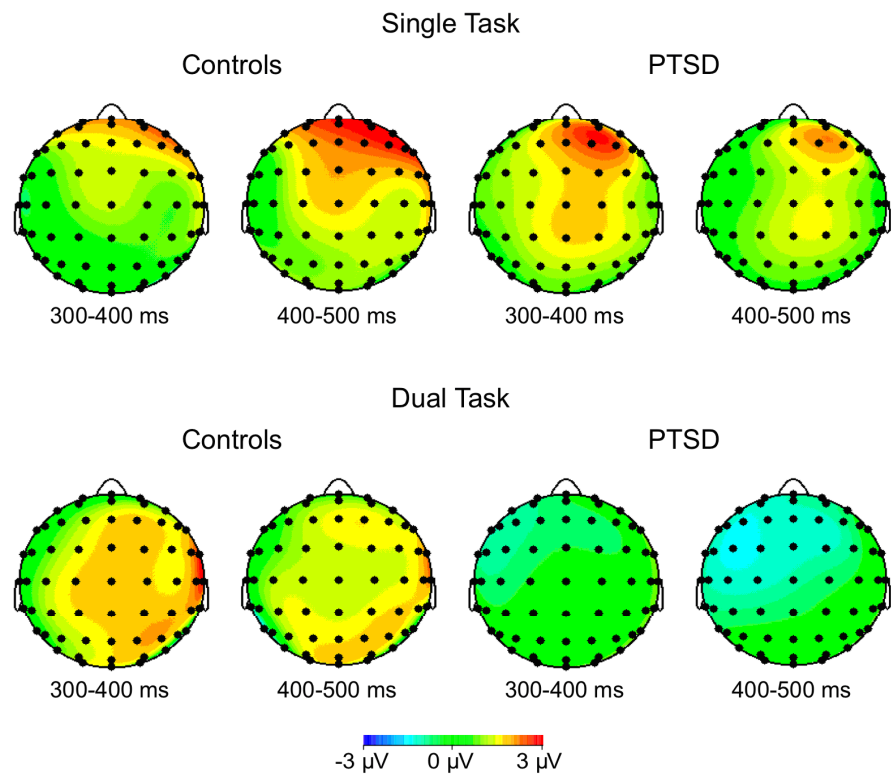 Single Task
Controls PTSD
300-400 ms 400-500 ms 300-400 ms 400-500 ms
Dual Task
Controls PTSD
300-400 ms 400-500 ms 300-400 ms 400-500 ms
-3 µV 0 µV 3 µV